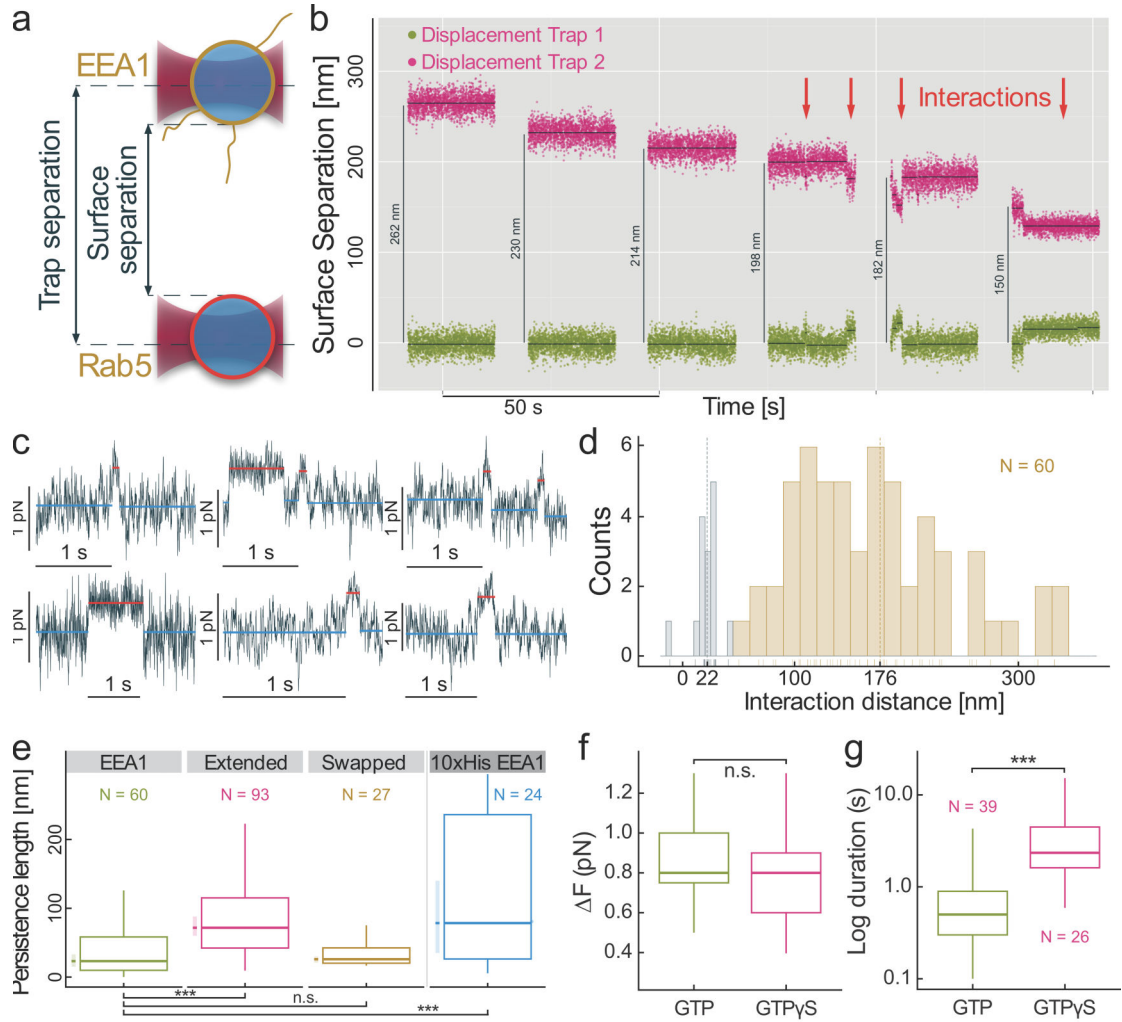 a
EEA1
Trap separation
Surface
separation
Rab5
b
Displacement Trap 1
Displacement Trap 2
Interactions
Surface Separation [nm]
300
200
100
0
262 nm
230 nm
214 nm
198 nm
182 nm
150 nm
50 s
Time [s]
c
1 pN
1 s
1 pN
1 s
1 pN
1 s
1 pN
1 s
1 pN
1 s
1 pN
1 s
d
N = 60
Counts
6
4
2
0
0 22 100 176 300
Interaction distance [nm]
e
EEA1 Extended Swapped 10xHis EEA1
N = 60 N = 93 N = 27 N = 24
Persistence length [nm]
200
100
0
***
n.s.
***
f
n.s.
ΔF (pN)
1.2
1.0
0.8
0.6
0.4
GTP GTPγS
g
***
N = 39
N = 26
Log duration (s)
10.0
1.0
0.1
GTP GTPγS